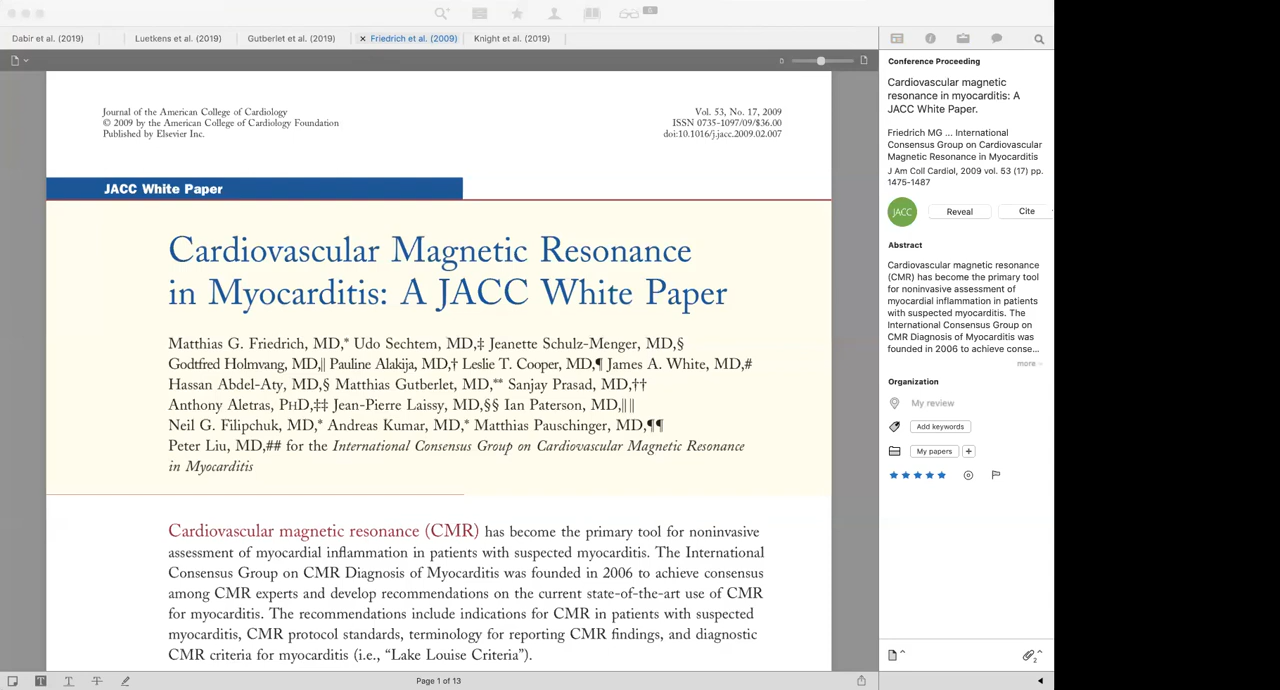 Dabir et al. (2019)
Luetkens et al. (2019)
Gutberlet et al. (2019)
× Friedrich et al. (2009)
Knight et al. (2019)
0
Journal of the American College of Cardiology
© 2009 by the American College of Cardiology Foundation
Published by Elsevier Inc.
Vol. 53, No. 17, 2009
ISSN 0735-1097/09/$36.00
doi:10.1016/j.jacc.2009.02.007
JACC White Paper
Cardiovascular Magnetic Resonance
in Myocarditis: A JACC White Paper
Matthias G. Friedrich, MD,* Udo Sechtem, MD,‡ Jeanette Schulz-Menger, MD,§
Godtfred Holmvang, MD,|| Pauline Alakija, MD,† Leslie T. Cooper, MD,¶ James A. White, MD,#
Hassan Abdel-Aty, MD,§ Matthias Gutberlet, MD,** Sanjay Prasad, MD,††
Anthony Aletras, PHD,‡‡ Jean-Pierre Laissy, MD,§§ Ian Paterson, MD,||||
Neil G. Filipchuk, MD,* Andreas Kumar, MD,* Matthias Pauschinger, MD,¶¶
Peter Liu, MD,## for the International Consensus Group on Cardiovascular Magnetic Resonance
in Myocarditis
Cardiovascular magnetic resonance (CMR) has become the primary tool for noninvasive
assessment of myocardial inflammation in patients with suspected myocarditis. The International
Consensus Group on CMR Diagnosis of Myocarditis was founded in 2006 to achieve consensus
among CMR experts and develop recommendations on the current state-of-the-art use of CMR
for myocarditis. The recommendations include indications for CMR in patients with suspected
myocarditis, CMR protocol standards, terminology for reporting CMR findings, and diagnostic
CMR criteria for myocarditis (i.e., “Lake Louise Criteria”).
Page 1 of 13
Conference Proceeding
Cardiovascular magnetic
resonance in myocarditis: A
JACC White Paper.
Friedrich MG ... International
Consensus Group on Cardiovascular
Magnetic Resonance in Myocarditis
J Am Coll Cardiol, 2009 vol. 53 (17) pp.
1475-1487
JACC
Reveal
Cite
Abstract
Cardiovascular magnetic resonance
(CMR) has become the primary tool
for noninvasive assessment of
myocardial inflammation in patients
with suspected myocarditis. The
International Consensus Group on
CMR Diagnosis of Myocarditis was
founded in 2006 to achieve conse...
more
Organization
My review
Add keywords
My papers +
2